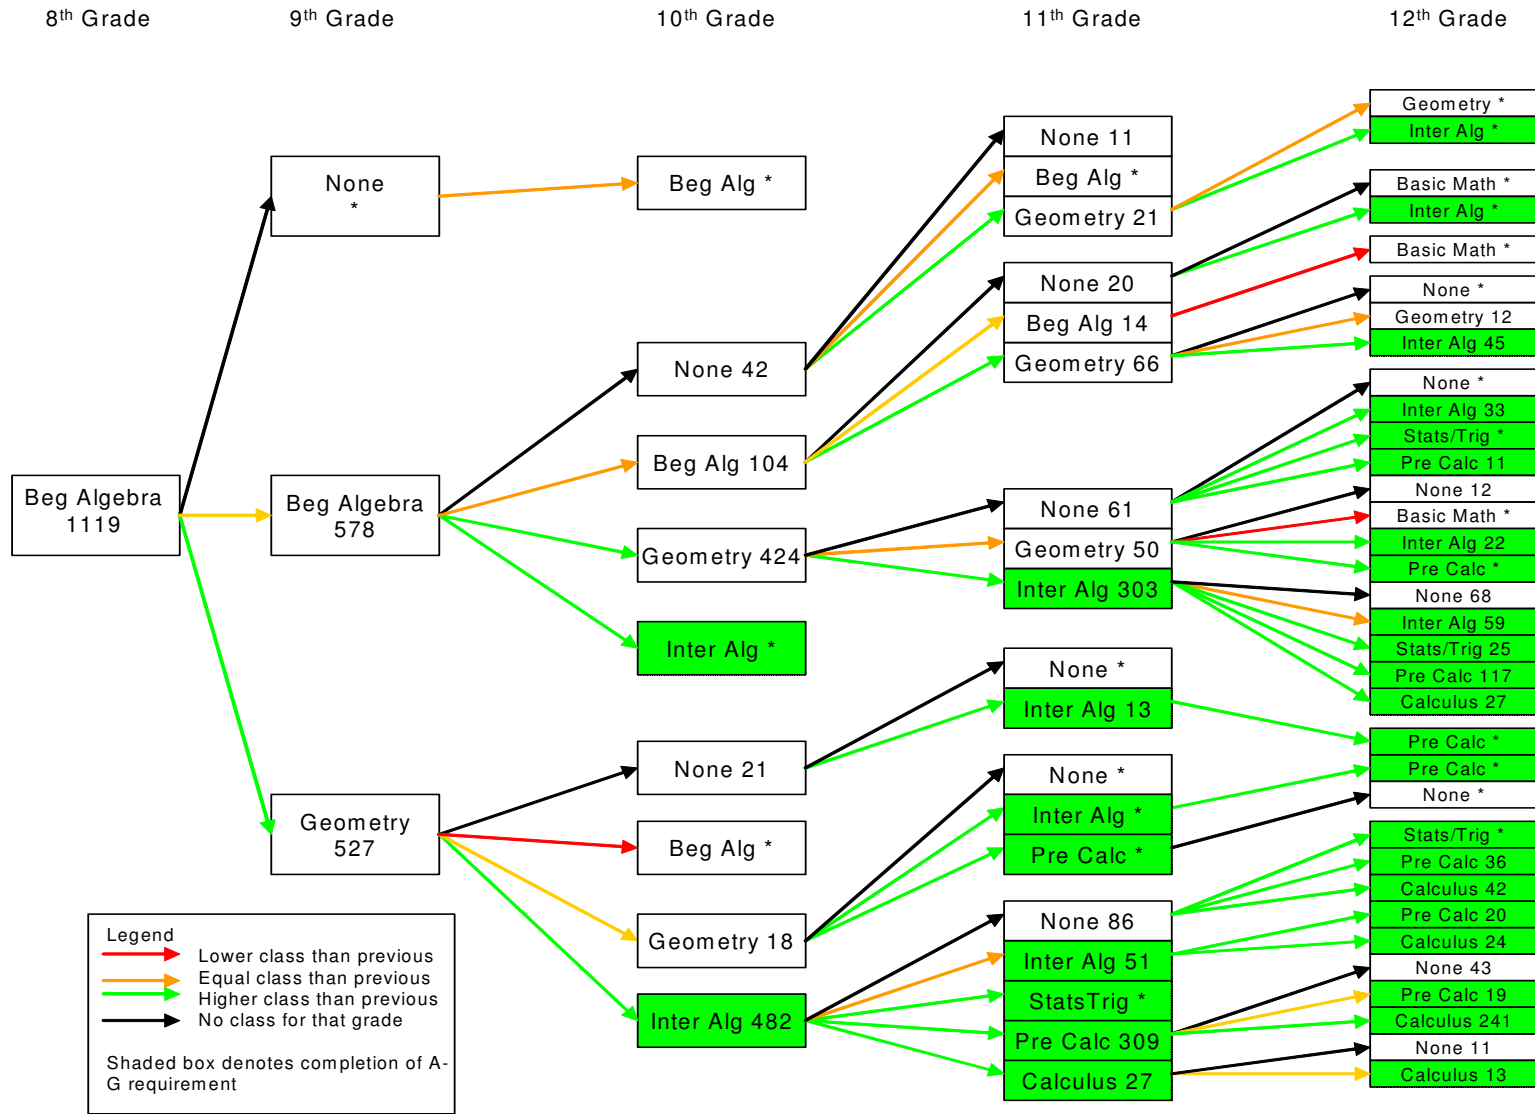 8th Grade
9th Grade
10th Grade
11th Grade
12th Grade
Beg Algebra
1119
None
*
Beg Algebra
578
Geometry
527
Beg Alg *
None 42
Beg Alg 104
Geometry 424
Inter Alg *
None 21
Beg Alg *
Geometry 18
Inter Alg 482
None 11
Beg Alg *
Geometry 21
None 20
Beg Alg 14
Geometry 66
None 61
Geometry 50
Inter Alg 303
None *
Inter Alg 13
None *
Inter Alg *
Pre Calc *
None 86
Inter Alg 51
StatsTrig *
Pre Calc 309
Calculus 27
Geometry *
Inter Alg *
Basic Math *
Inter Alg *
Basic Math *
None *
Geometry 12
Inter Alg 45
None *
Inter Alg 33
Stats/Trig *
Pre Calc 11
None 12
Basic Math *
Inter Alg 22
Pre Calc *
None 68
Inter Alg 59
Stats/Trig 25
Pre Calc 117
Calculus 27
Pre Calc *
Pre Calc *
None *
Stats/Trig *
Pre Calc 36
Calculus 42
Pre Calc 20
Calculus 24
None 43
Pre Calc 19
Calculus 241
None 11
Calculus 13
Legend
Lower class than previous
Equal class than previous
Higher class than previous
No class for that grade
Shaded box denotes completion of A-
G requirement